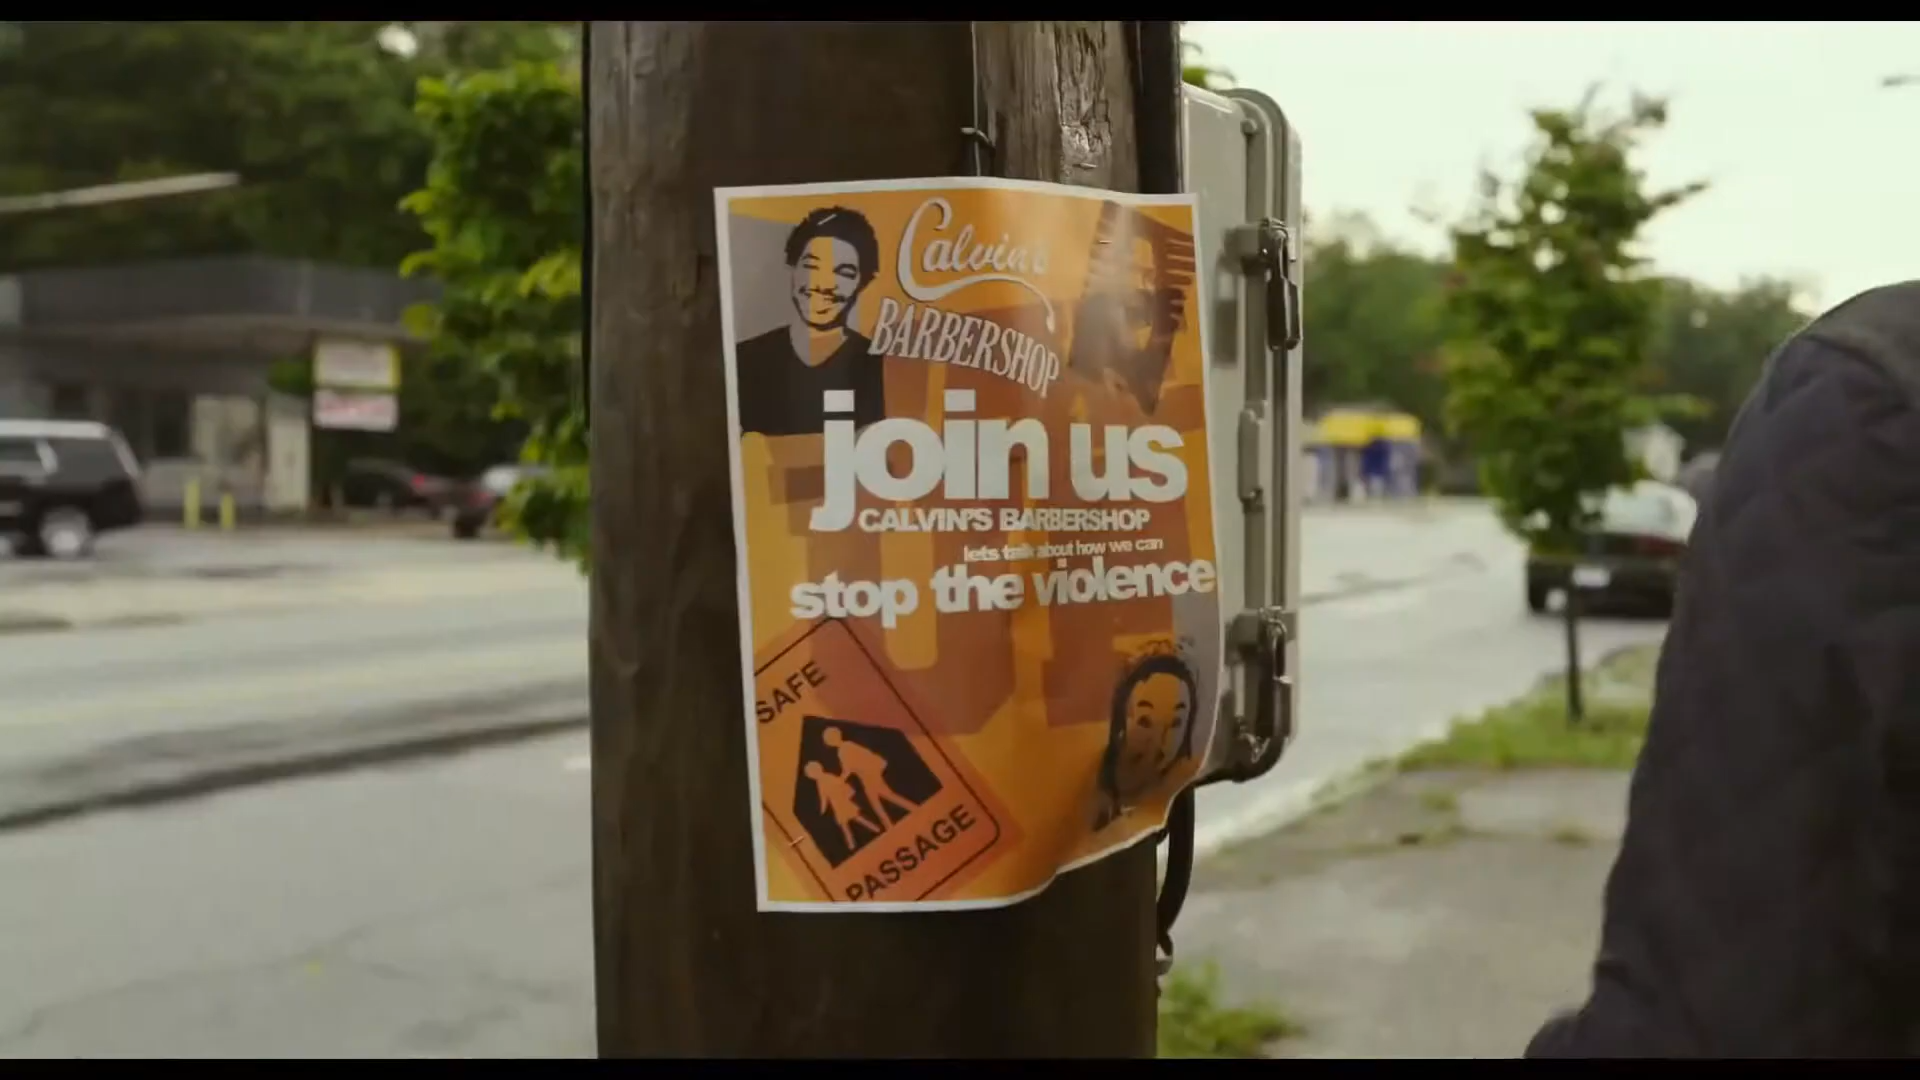 Calvin's
BARBERSHOP
join us
CALVIN'S BARBERSHOP
lets talk about how we can
stop the violence
SAFE
PASSAGE